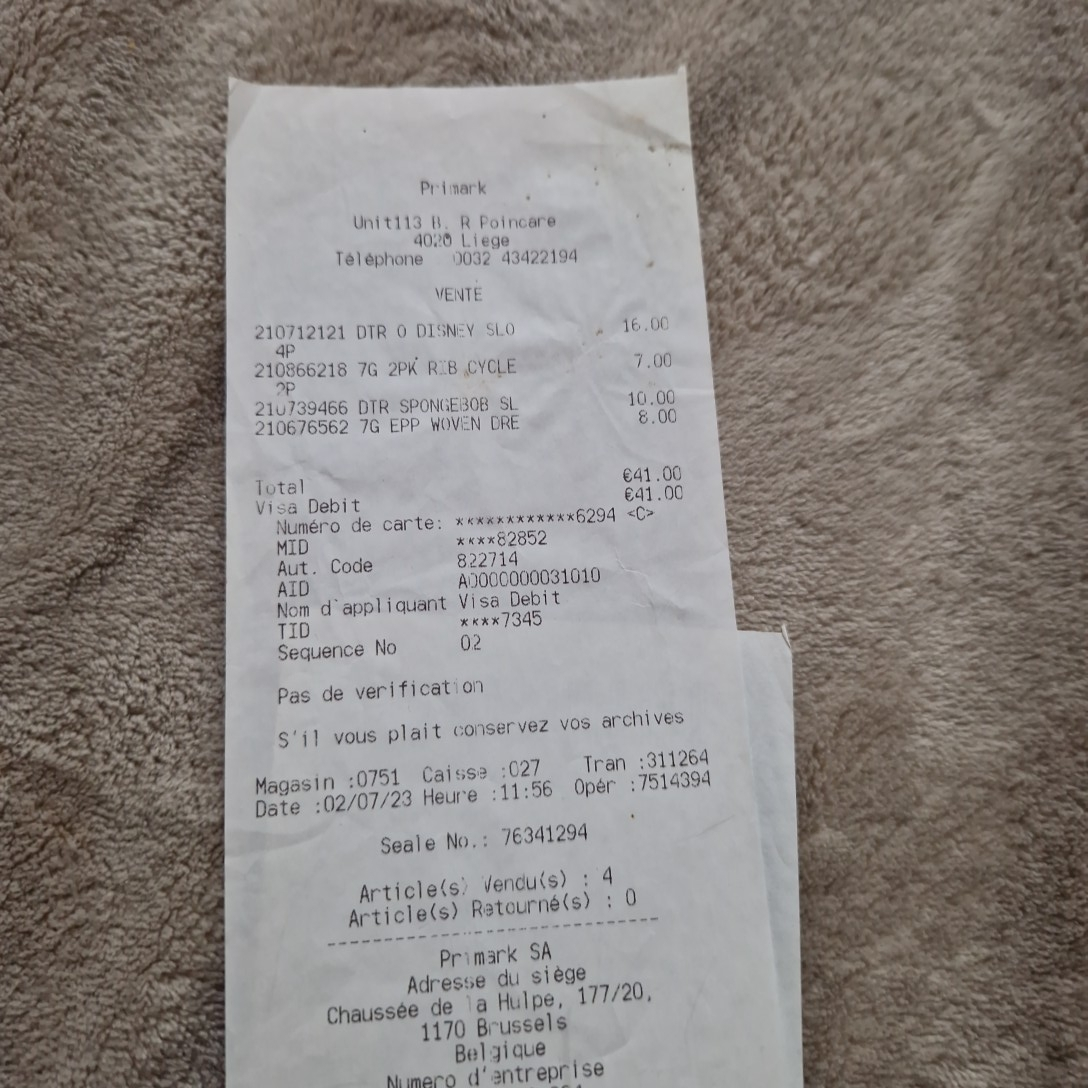 Primark
Unit113 B. R Poincare
4020 Liege
Téléphone 0032 43422194
VENTE
210712121 DTR O DISNEY SLO 16.00
4P
210866218 7G 2PK RIB CYCLE 7.00
2P
210739466 DTR SPONGEBOB SL 10.00
210676562 7G EPP WOVEN DRE 8.00
Total €41.00
Visa Debit €41.00
Numéro de carte: ************6294 <C>
MID ****82852
Aut. Code 822714
AID A0000000031010
Nom d`appliquant Visa Debit
TID ****7345
Sequence No 02
Pas de verification
S'il vous plait conservez vos archives
Magasin :0751 Caisse :027 Tran :311264
Date :02/07/23 Heure :11:56 Opér :7514394
Seale No.: 76341294
Article(s) Vendu(s) : 4
Article(s) Retourné(s) : 0
--------------------------------
Primark SA
Adresse du siège
Chaussée de la Hulpe, 177/20,
1170 Brussels
Belgique
Numero d'entreprise